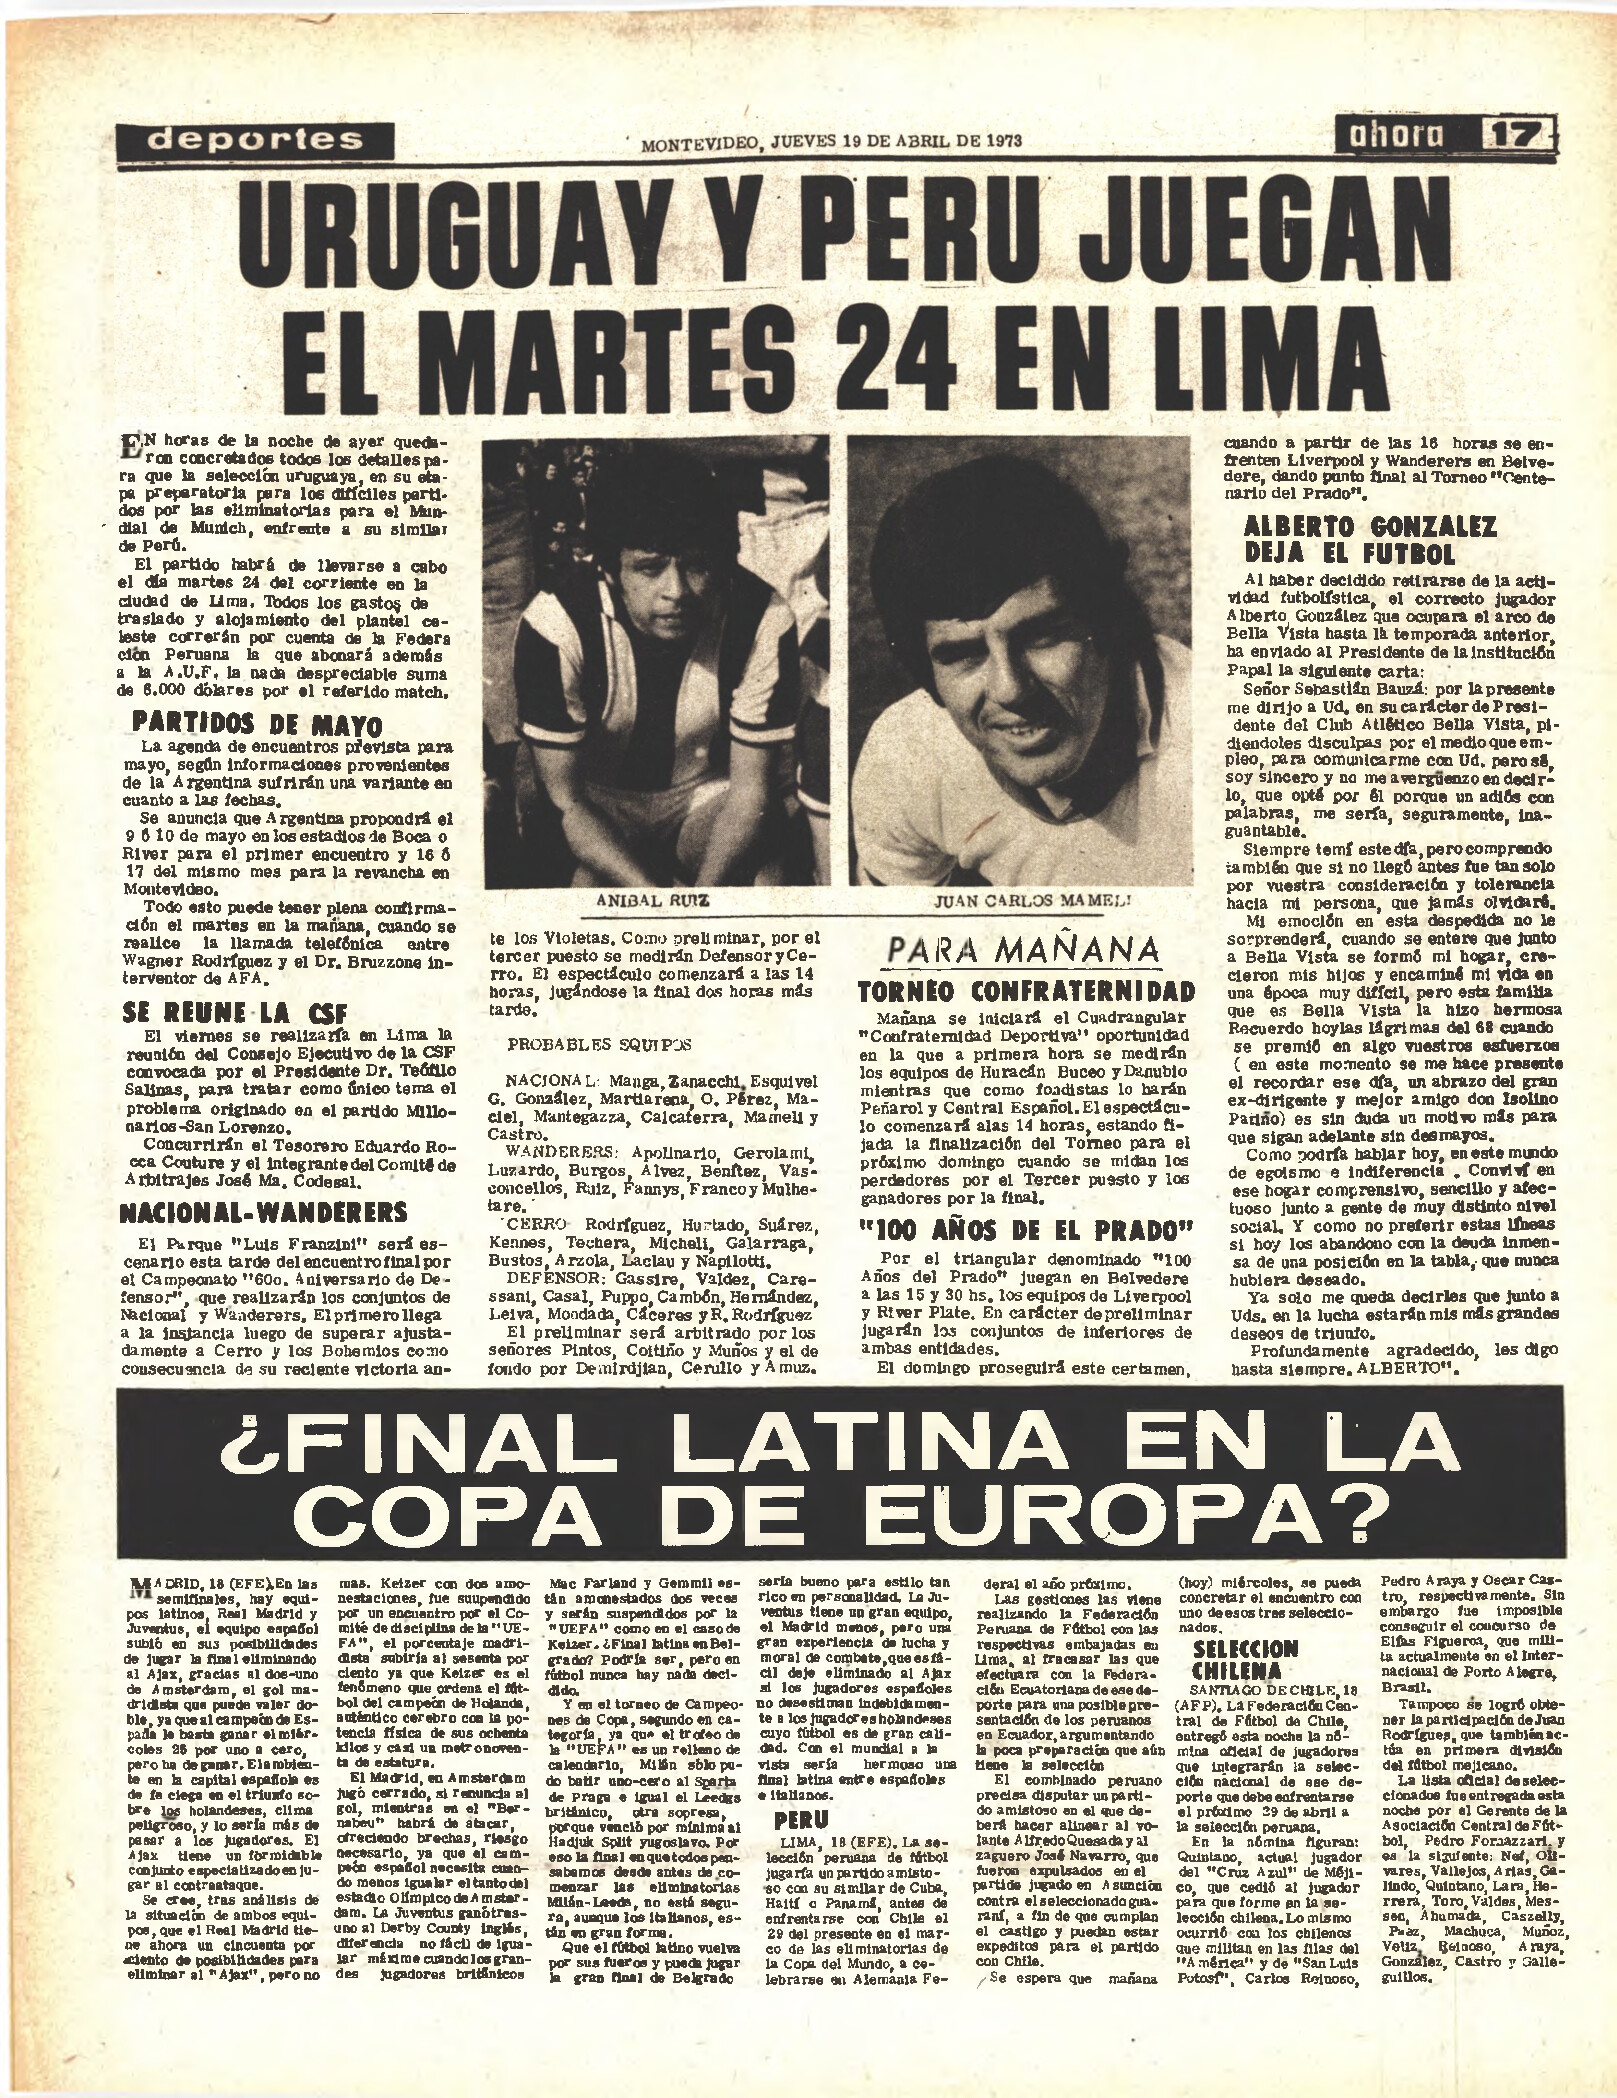 deportes
MONTEVIDEO, JUEVES 19 DE ABRIL DE 1973
ahora 17
URUGUAY Y PERU JUEGAN
EL MARTES 24 EN LIMA
EN horas de la noche de ayer queda-
ron concretados todos los detalles pa-
ra que la selección uruguaya, en su eta-
pa preparatoria para los difíciles parti-
dos por las eliminatorias para el Mun-
dial de Munich, enfrente a su similar
de Perú.
El partido habrá de llevarse a cabo
el día martes 24 del corriente en la
ciudad de Lima. Todos los gastos de
traslado y alojamiento del plantel ce-
leste correrán por cuenta de la Federa
ción Peruana la que abonará además
a la A.U.F. la nada despreciable suma
de 6.000 dólares por el referido match.
PARTIDOS DE MAYO
La agenda de encuentros prevista para
mayo, según informaciones provenientes
de la Argentina sufrirán una variante en
cuanto a las fechas.
Se anuncia que Argentina propondrá el
9 ó 10 de mayo en los estadios de Boca o
River para el primer encuentro y 16 ó
17 del mismo mes para la revancha en
Montevideo.
Todo esto puede tener plena confirma-
ción el martes en la mañana, cuando se
realice la llamada telefónica entre
Wagner Rodríguez y el Dr. Bruzzone in-
terventor de AFA.
SE REUNE LA CSF
El viernes se realizaría en Lima la
reunión del Consejo Ejecutivo de la CSF
convocada por el Presidente Dr. Teófilo
Salinas, para tratar como único tema el
problema originado en el partido Millo-
narios-San Lorenzo.
Concurrirán el Tesorero Eduardo Ro-
cca Couture y el integrante del Comité de
Arbitrajes José Ma. Codesal.
NACIONAL-WANDERERS
El Parque "Luis Franzini" será es-
cenario esta tarde del encuentro final por
el Campeonato "60o. Aniversario de De-
fensor", que realizarán los conjuntos de
Nacional y Wanderers. El primero llega
a la instancia luego de superar ajusta-
damente a Cerro y los Bohemios como
consecuencia de su reciente victoria an-
ANIBAL RUIZ
JUAN CARLOS MAMELI
te los Violetas. Como preliminar, por el
tercer puesto se medirán Defensor y Ce-
rro. El espectáculo comenzará a las 14
horas, jugándose la final dos horas más
tarde.
PROBABLES EQUIPOS
NACIONAL: Manga, Zanacchi, Esquivel
G. González, Martiarena, O. Pérez, Ma-
ciel, Mantegazza, Calcaterra, Mameli y
Castro.
WANDERERS: Apolinario, Gerolami,
Luzardo, Burgos, Alvez, Benítez, Vas-
concellos, Ruiz, Fannys, Franco y Mulhe-
tare.
CERRO Rodríguez, Hurtado, Suárez,
Kennes, Techera, Micheli, Galarraga,
Bustos, Arzola, Laclau y Napilotti.
DEFENSOR: Gassire, Valdez, Care-
ssani, Casal, Puppo, Cambón, Hernández,
Leiva, Mondada, Cáceres y R. Rodríguez
El preliminar será arbitrado por los
señores Pintos, Coitiño y Muños y el de
fondo por Demirdjian, Cerullo y Amuz.
PARA MAÑANA
TORNEO CONFRATERNIDAD
Mañana se iniciará el Cuadrangular
"Confraternidad Deportiva" oportunidad
en la que a primera hora se medirán
los equipos de Huracán Buceo y Danubio
mientras que como fondistas lo harán
Peñarol y Central Español. El espectácu-
lo comenzará alas 14 horas, estando fi-
jada la finalización del Torneo para el
próximo domingo cuando se midan los
perdedores por el Tercer puesto y los
ganadores por la final.
"100 AÑOS DE EL PRADO"
Por el triangular denominado "100
Años del Prado" juegan en Belvedere
a las 15 y 30 hs. los equipos de Liverpool
y River Plate. En carácter de preliminar
jugarán los conjuntos de inferiores de
ambas entidades.
El domingo proseguirá este certamen,
cuando a partir de las 16 horas se en-
frenten Liverpool y Wanderers en Belve-
dere, dando punto final al Torneo "Cente-
nario del Prado".
ALBERTO GONZALEZ
DEJA EL FUTBOL
Al haber decidido retirarse de la acti-
vidad futbolística, el correcto jugador
Alberto González que ocupara el arco de
Bella Vista hasta la temporada anterior,
ha enviado al Presidente de la institución
Papal la siguiente carta:
Señor Sebastián Bauzá: por la presente
me dirijo a Ud. en su carácter de Presi-
dente del Club Atlético Bella Vista, pi-
diendoles disculpas por el medio que em-
pleo, para comunicarme con Ud. pero sé,
soy sincero y no me avergüenzo en decir-
lo, que opté por él porque un adiós con
palabras, me sería, seguramente, ina-
guantable.
Siempre temí este día, pero comprendo
también que si no llegó antes fue tan solo
por vuestra consideración y tolerancia
hacia mi persona, que jamás olvidaré.
Mi emoción en esta despedida no le
sorprenderá, cuando se entere que junto
a Bella Vista se formó mi hogar, cre-
cieron mis hijos y encaminé mi vida en
una época muy difícil, pero esta familia
que es Bella Vista la hizo hermosa
Recuerdo hoy las lágrimas del 68 cuando
se premió en algo vuestros esfuerzos
( en este momento se me hace presente
el recordar ese día, un abrazo del gran
ex-dirigente y mejor amigo don Isolino
Patiño) es sin duda un motivo más para
que sigan adelante sin desmayos.
Como podría hablar hoy, en este mundo
de egoismo e indiferencia . Conviví en
ese hogar comprensivo, sencillo y afec-
tuoso junto a gente de muy distinto nivel
social. Y como no preferir estas líneas
si hoy los abandono con la deuda inmen-
sa de una posición en la tabla, que nunca
hubiera deseado.
Ya solo me queda decirles que junto a
Uds. en la lucha estarán mis más grandes
deseos de triunfo.
Profundamente agradecido, les digo
hasta siempre. ALBERTO".
¿FINAL LATINA EN LA
COPA DE EUROPA?
MADRID, 18 (EFE). En las
semifinales, hay equi-
pos latinos, Real Madrid y
Juventus, el equipo español
subió en sus posibilidades
de jugar la final eliminando
al Ajax, gracias al dos-uno
de Amsterdam, el gol ma-
dridista que puede valer do-
ble, ya que al campeón de Es-
paña le basta ganar el miér-
coles 25 por uno a cero,
pero ha de ganar. El ambien-
te en la capital española es
de fe ciega en el triunfo so-
bre los holandeses, clima
peligroso, y lo sería más de
pasar a los jugadores. El
Ajax tiene un formidable
conjunto especializado en ju-
gar al contraataque.
Se cree, tras análisis de
la situación de ambos equi-
pos, que el Real Madrid tie-
ne ahora un cincuenta por
ciento de posibilidades para
eliminar al "Ajax", pero no
mas. Keizer con dos amo-
nestaciones, fue suspendido
por un encuentro por el Co-
mité de disciplina de la "UE-
FA", el porcentaje madri-
dista subiría al sesenta por
ciento ya que Keizer es el
fenómeno que ordena el fút-
bol del campeón de Holanda,
auténtico cerebro con la po-
tencia física de sus ochenta
kilos y casi un metro noven-
ta de estatura.
El Madrid, en Amsterdam
jugó cerrado, si renuncia al
gol, mientras en el "Ber-
nabeu" habrá de atacar,
ofreciendo brechas, riesgo
necesario, ya que el cam-
peón español necesita cuan-
do menos igualar el tanto del
estadio Olímpico de Amster-
dam. La Juventus ganó tres-
uno al Derby County inglés,
diferencia no fácil de igua-
lar máxime cuando los gran-
des jugadores británicos
Mac Farland y Gemmil es-
tán amonestados dos veces
y serán suspendidos por la
"UEFA" como en el caso de
Keizer. ¿Final latina en Bel-
grado? Podría ser, pero en
fútbol nunca hay nada deci-
dido.
Y en el torneo de Campeo-
nes de Copa, segundo en ca-
tegoría, ya que el trofeo de
la "UEFA" es un relleno de
calendario, Milán sólo pu-
do batir uno-cero al Sparta
de Praga e igual el Leedgs
británico, otra sopresa,
porque venció por mínima al
Hadjuk Split yugoslavo. Por
eso la final en que todos pen-
sabamos desde antes de co-
menzar las eliminatorias
Milán-Leeds, no está segu-
ra, aunque los italianos, es-
tán en gran forma.
Que el fútbol latino vuelva
por sus fueros y pueda jugar
la gran final de Belgrado
sería bueno para estilo tan
rico en personalidad. La Ju-
ventus tiene un gran equipo,
el Madrid menos, pero una
gran experiencia de lucha y
moral de combate, que es fá-
cil deje eliminado al Ajax
si los jugadores españoles
no desestiman indebidamen-
te a los jugadores holandeses
cuyo fútbol es de gran cali-
dad. Con el mundial a la
vista sería hermoso una
final latina entre españoles
e italianos.
PERU
LIMA, 18 (EFE). La se-
lección peruana de fútbol
jugaría un partido amisto-
so con su similar de Cuba,
Haití o Panamá, antes de
enfrentarse con Chile el
29 del presente en el mar-
co de las eliminatorias de
la Copa del Mundo, a ce-
lebrarse en Alemania Fe-
deral el año próximo.
Las gestiones las viene
realizando la Federación
Peruana de Fútbol con las
respectivas embajadas en
Lima, al fracasar las que
efectuara con la Federa-
ción Ecuatoriana de ese de-
porte para una posible pre-
sentación de los peruanos
en Ecuador, argumentando
la poca preparación que aún
tiene la selección
El combinado peruano
precisa disputar un parti-
do amistoso en el que de-
berá hacer alinear al vo-
lante Alfredo Quesada y al
zaguero José Navarro, que
fueron expulsados en el
partido jugado en Asunción
contra el seleccionado gua-
raní, a fin de que cumplan
el castigo y puedan estar
expeditos para el partido
con Chile.
Se espera que mañana
(hoy) miércoles, se pueda
concretar el encuentro con
uno de esos tres seleccio-
nados.
SELECCION
CHILENA
SANTIAGO DE CHILE, 18
(AFP). La Federación Cen-
tral de Fútbol de Chile,
entregó esta noche la nó-
mina oficial de jugadores
que integrarán la selec-
ción nacional de ese de-
porte que debe enfrentarse
el próximo 29 de abril a
la selección peruana.
En la nómina figuran:
Quintano, actual jugador
del "Cruz Azul" de Méji-
co, que cedió al jugador
para que forme en la se-
lección chilena. Lo mismo
ocurrió con los chilenos
que militan en las filas del
"América" y de "San Luis
Potosí", Carlos Reinoso,
Pedro Araya y Oscar Cas-
tro, respectivamente. Sin
embargo fue imposible
conseguir el concurso de
Elías Figueroa, que mili-
ta actualmente en el Inter-
nacional de Porto Alegre,
Brasil.
Tampoco se logró obte-
ner la participación de Juan
Rodríguez, que también ac-
túa en primera división
del fútbol mejicano.
La lista oficial de selec-
cionados fue entregada esta
noche por el Gerente de la
Asociación Central de Fút-
bol, Pedro Fornazzari, y
es la siguiente: Nef, Oli-
vares, Vallejos, Arias, Ga-
lindo, Quintano, Lara, He-
rrera, Toro, Valdes, Mes-
sen, Ahumada, Caszelly,
Páez, Machuca, Muñoz,
Veliz, Reinoso, Araya,
González, Castro y Galle-
guillos.